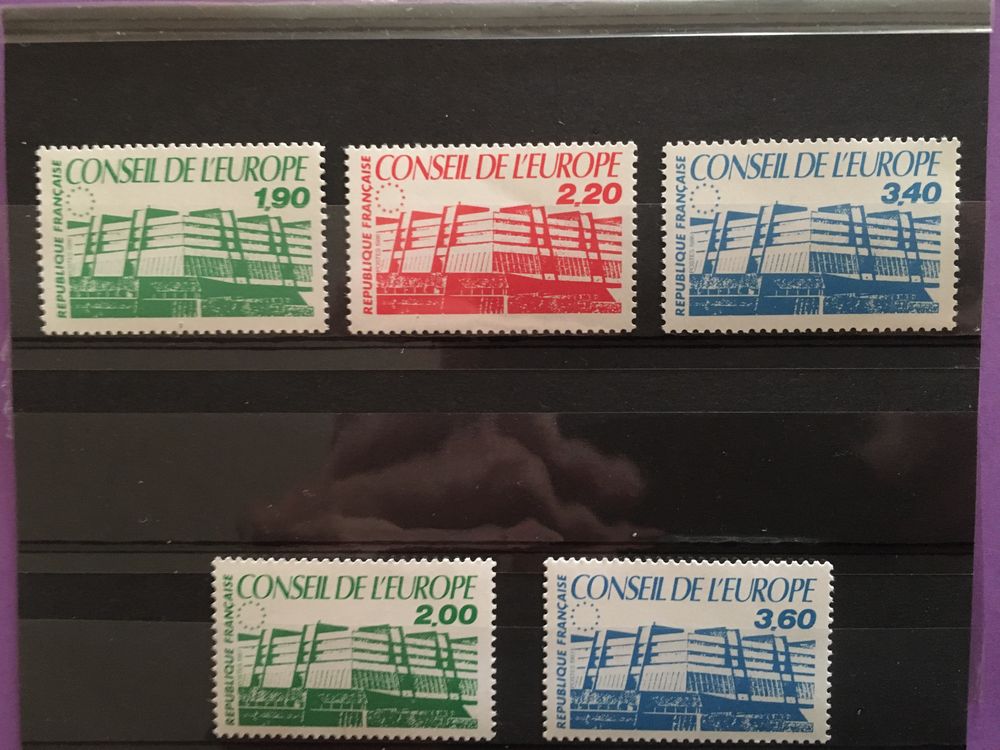 CONSEIL DE L'EUROPE
1,90
REPUBLIQUE FRANÇAISE
CONSEIL DE L'EUROPE
2,20
REPUBLIQUE FRANÇAISE
CONSEIL DE L'EUROPE
3,40
REPUBLIQUE FRANÇAISE
CONSEIL DE L'EUROPE
2,00
REPUBLIQUE FRANÇAISE
CONSEIL DE L'EUROPE
3,60
REPUBLIQUE FRANÇAISE